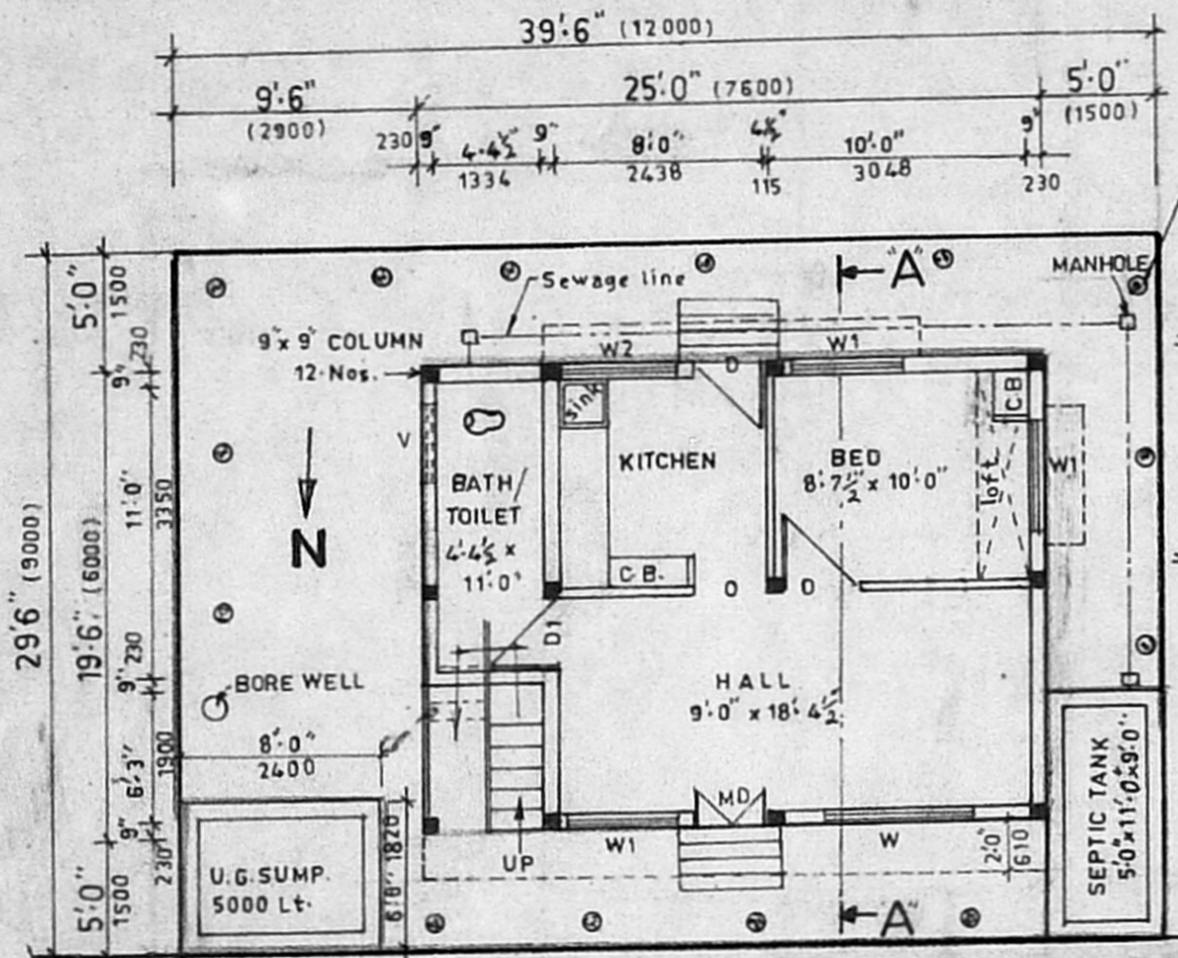 39'-6" (12000)
9'-6" (2900)
25'-0" (7600)
5'-0" (1500)
230 9"
4'-4½" 1334
9"
8'-0" 2438
4½" 115
10'-0" 3048
9" 230
29'6" (9000)
19'-6" (6000)
5'-0" 1500
9" 230
11'-0" 3350
9" 230
6'-3" 1900
9" 230
5'-0" 1500
"A"
MANHOLE
Sewage line
9" x 9" COLUMN
12 Nos.
W2
D
W1
V
sink
C.B
KITCHEN
BED
8'-7½" x 10'-0"
loft
W1
BATH/
TOILET
4'-4½ x
11'-0"
N
C.B.
O
O
D1
BORE WELL
HALL
9'-0" x 18'-4½"
8'-0"
2400
MD
UP
W1
W
2'-0"
610
U.G.SUMP.
5000 Lt.
6'0" 1820
SEPTIC TANK
5'-0"x11'-0"x9'-0"
"A"